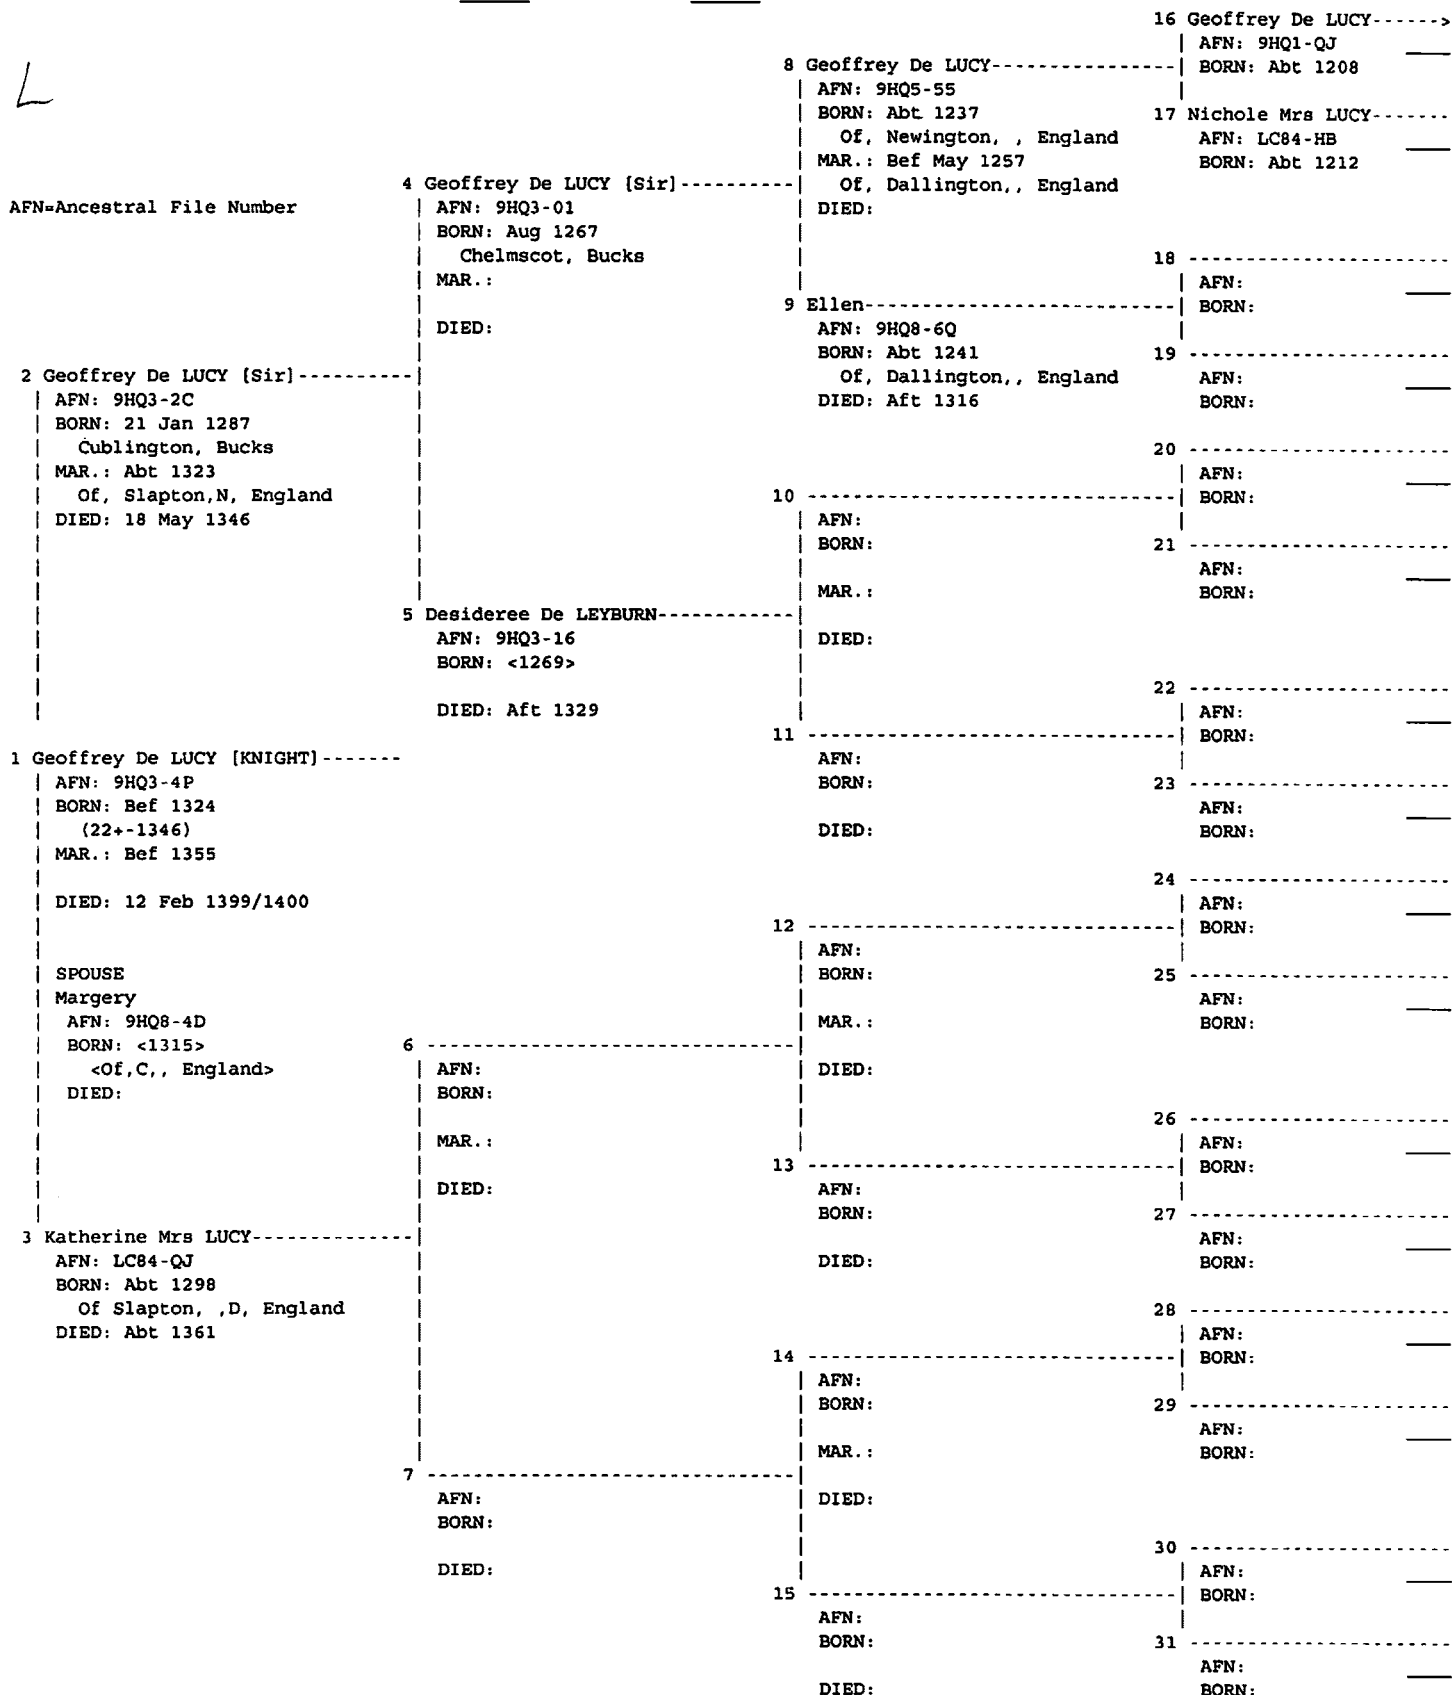 L
AFN=Ancestral File Number
1 Geoffrey De LUCY [KNIGHT]-------
AFN: 9HQ3-4P
BORN: Bef 1324
(22+-1346)
MAR.: Bef 1355
DIED: 12 Feb 1399/1400
SPOUSE
Margery
AFN: 9HQ8-4D
BORN: <1315>
<Of,C,, England>
DIED:
2 Geoffrey De LUCY [Sir]----------
AFN: 9HQ3-2C
BORN: 21 Jan 1287
Cublington, Bucks
MAR.: Abt 1323
Of, Slapton,N, England
DIED: 18 May 1346
3 Katherine Mrs LUCY--------------
AFN: LC84-QJ
BORN: Abt 1298
Of Slapton, ,D, England
DIED: Abt 1361
4 Geoffrey De LUCY [Sir]----------
AFN: 9HQ3-01
BORN: Aug 1267
Chelmscot, Bucks
MAR.:
DIED:
5 Desideree De LEYBURN------------
AFN: 9HQ3-16
BORN: <1269>
DIED: Aft 1329
6
AFN:
BORN:
MAR.:
DIED:
7
AFN:
BORN:
DIED:
8 Geoffrey De LUCY----------------
AFN: 9HQ5-55
BORN: Abt 1237
Of, Newington, , England
MAR.: Bef May 1257
Of, Dallington,, England
DIED:
9 Ellen---------------------------
AFN: 9HQ8-6Q
BORN: Abt 1241
Of, Dallington,, England
DIED: Aft 1316
10
AFN:
BORN:
MAR.:
DIED:
11
AFN:
BORN:
DIED:
12
AFN:
BORN:
MAR.:
DIED:
13
AFN:
BORN:
DIED:
14
AFN:
BORN:
MAR.:
DIED:
15
AFN:
BORN:
DIED:
16 Geoffrey De LUCY------>
AFN: 9HQ1-QJ
BORN: Abt 1208
17 Nichole Mrs LUCY-------
AFN: LC84-HB
BORN: Abt 1212
18
AFN:
BORN:
19
AFN:
BORN:
20
AFN:
BORN:
21
AFN:
BORN:
22
AFN:
BORN:
23
AFN:
BORN:
24
AFN:
BORN:
25
AFN:
BORN:
26
AFN:
BORN:
27
AFN:
BORN:
28
AFN:
BORN:
29
AFN:
BORN:
30
AFN:
BORN:
31
AFN:
BORN: